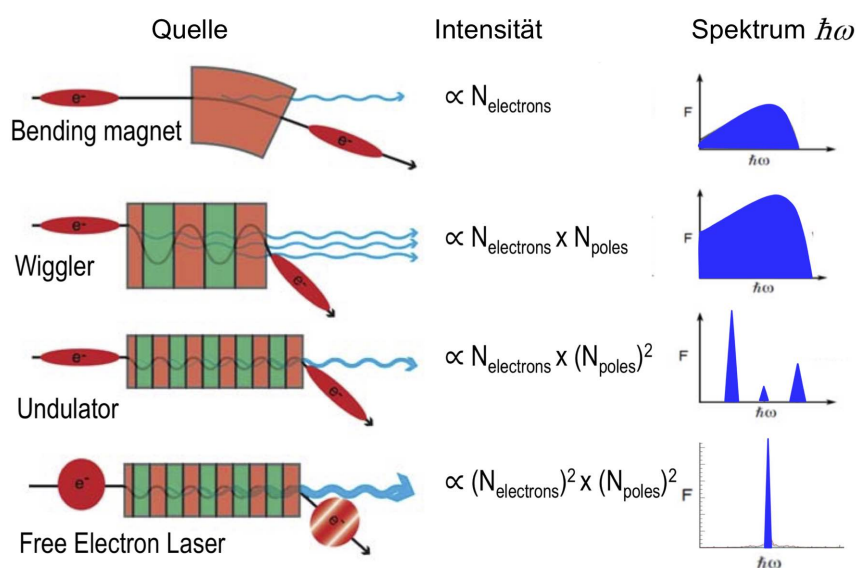 Quelle Intensität Spektrum ℏω
e⁻
∝ N_electrons
F
Bending magnet
e⁻
ℏω
e⁻
∝ N_electrons x N_poles
F
Wiggler
e⁻
ℏω
e⁻
∝ N_electrons x (N_poles)²
F
Undulator
e⁻
ℏω
e⁻
∝ (N_electrons)² x (N_poles)²
F
e⁻
Free Electron Laser
ℏω